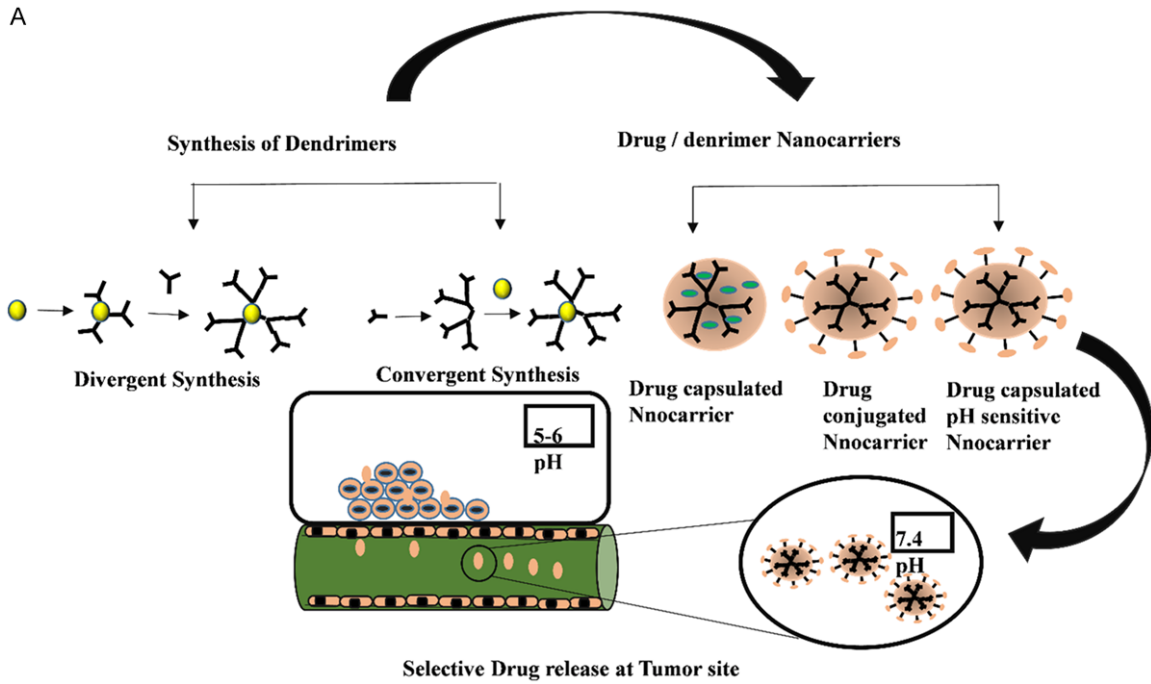 A
Synthesis of Dendrimers
Drug / denrimer Nanocarriers
Divergent Synthesis
Convergent Synthesis
Drug capsulated
Nnocarrier
Drug
conjugated
Nnocarrier
Drug capsulated
pH sensitive
Nnocarrier
5-6
pH
7.4
pH
Selective Drug release at Tumor site